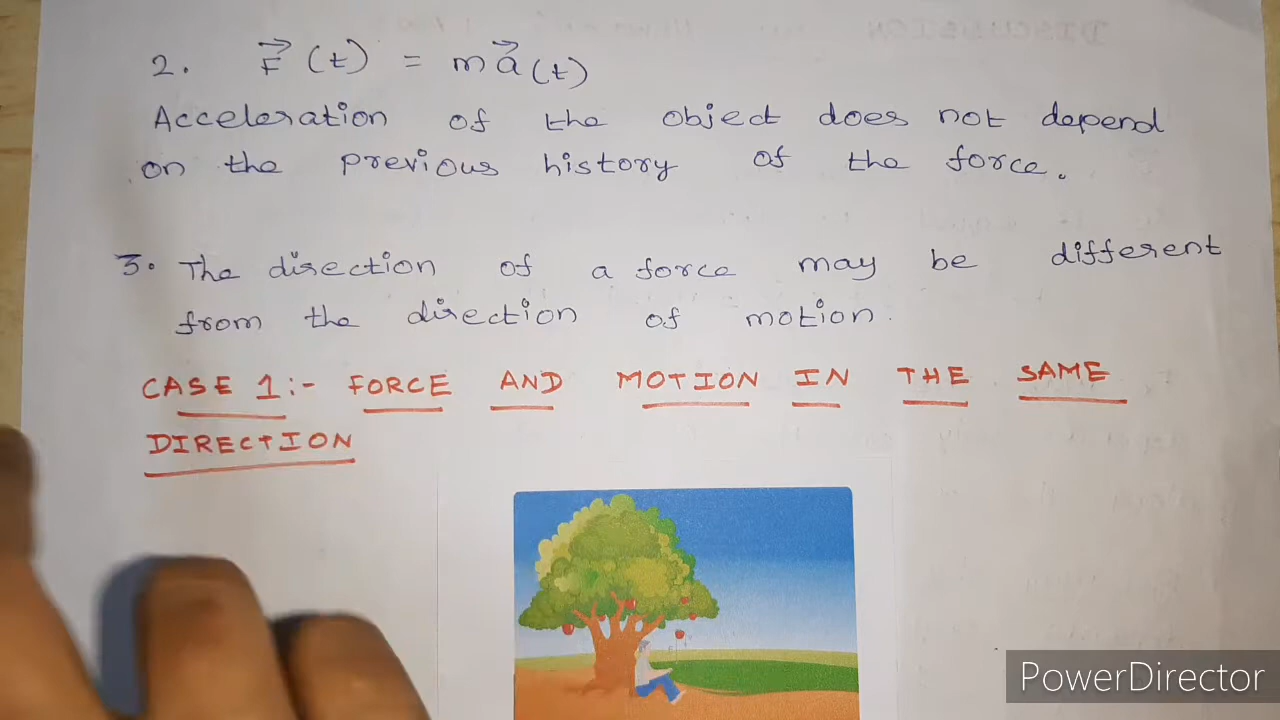 2. F⃗ (t) = m a⃗ (t)
Acceleration of the object does not depend
on the previous history of the force.
3. The direction of a force may be different
from the direction of motion.
CASE 1:- FORCE AND MOTION IN THE SAME
DIRECTION
PowerDirector